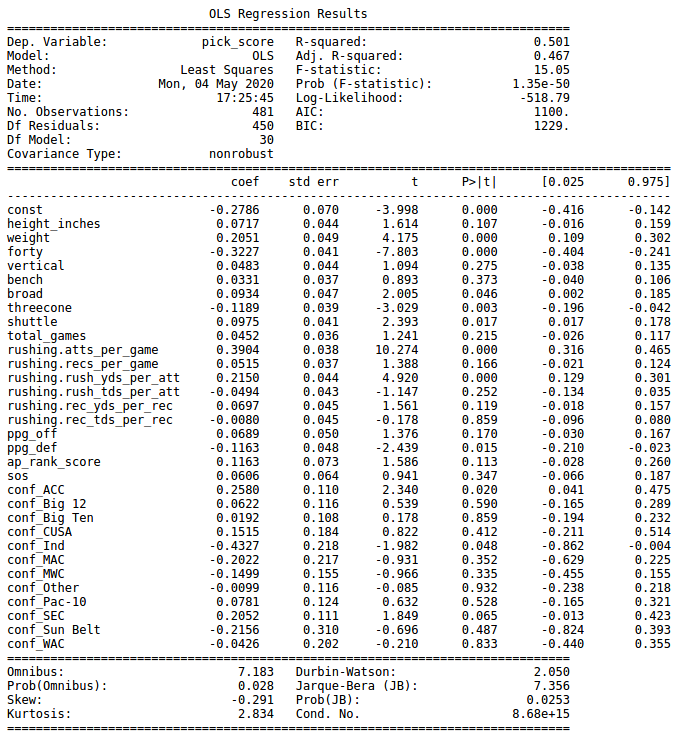 OLS Regression Results
==============================================================================
Dep. Variable:             pick_score   R-squared:                       0.501
Model:                            OLS   Adj. R-squared:                  0.467
Method:                 Least Squares   F-statistic:                     15.05
Date:                Mon, 04 May 2020   Prob (F-statistic):           1.35e-50
Time:                        17:25:45   Log-Likelihood:                -518.79
No. Observations:                 481   AIC:                             1100.
Df Residuals:                     450   BIC:                             1229.
Df Model:                          30
Covariance Type:            nonrobust
============================================================================================
                               coef    std err          t      P>|t|      [0.025      0.975]
--------------------------------------------------------------------------------------------
const                       -0.2786      0.070     -3.998      0.000      -0.416      -0.142
height_inches                0.0717      0.044      1.614      0.107      -0.016       0.159
weight                       0.2051      0.049      4.175      0.000       0.109       0.302
forty                       -0.3227      0.041     -7.803      0.000      -0.404      -0.241
vertical                     0.0483      0.044      1.094      0.275      -0.038       0.135
bench                        0.0331      0.037      0.893      0.373      -0.040       0.106
broad                        0.0934      0.047      2.005      0.046       0.002       0.185
threecone                   -0.1189      0.039     -3.029      0.003      -0.196      -0.042
shuttle                      0.0975      0.041      2.393      0.017       0.017       0.178
total_games                  0.0452      0.036      1.241      0.215      -0.026       0.117
rushing.atts_per_game        0.3904      0.038     10.274      0.000       0.316       0.465
rushing.recs_per_game        0.0515      0.037      1.388      0.166      -0.021       0.124
rushing.rush_yds_per_att     0.2150      0.044      4.920      0.000       0.129       0.301
rushing.rush_tds_per_att    -0.0494      0.043     -1.147      0.252      -0.134       0.035
rushing.rec_yds_per_rec      0.0697      0.045      1.561      0.119      -0.018       0.157
rushing.rec_tds_per_rec     -0.0080      0.045     -0.178      0.859      -0.096       0.080
ppg_off                      0.0689      0.050      1.376      0.170      -0.030       0.167
ppg_def                     -0.1163      0.048     -2.439      0.015      -0.210      -0.023
ap_rank_score                0.1163      0.073      1.586      0.113      -0.028       0.260
sos                          0.0606      0.064      0.941      0.347      -0.066       0.187
conf_ACC                     0.2580      0.110      2.340      0.020       0.041       0.475
conf_Big 12                  0.0622      0.116      0.539      0.590      -0.165       0.289
conf_Big Ten                 0.0192      0.108      0.178      0.859      -0.194       0.232
conf_CUSA                    0.1515      0.184      0.822      0.412      -0.211       0.514
conf_Ind                    -0.4327      0.218     -1.982      0.048      -0.862      -0.004
conf_MAC                    -0.2022      0.217     -0.931      0.352      -0.629       0.225
conf_MWC                    -0.1499      0.155     -0.966      0.335      -0.455       0.155
conf_Other                  -0.0099      0.116     -0.085      0.932      -0.238       0.218
conf_Pac-10                  0.0781      0.124      0.632      0.528      -0.165       0.321
conf_SEC                     0.2052      0.111      1.849      0.065      -0.013       0.423
conf_Sun Belt               -0.2156      0.310     -0.696      0.487      -0.824       0.393
conf_WAC                    -0.0426      0.202     -0.210      0.833      -0.440       0.355
==============================================================================
Omnibus:                        7.183   Durbin-Watson:                   2.050
Prob(Omnibus):                  0.028   Jarque-Bera (JB):                7.356
Skew:                          -0.291   Prob(JB):                       0.0253
Kurtosis:                       2.834   Cond. No.                     8.68e+15
==============================================================================